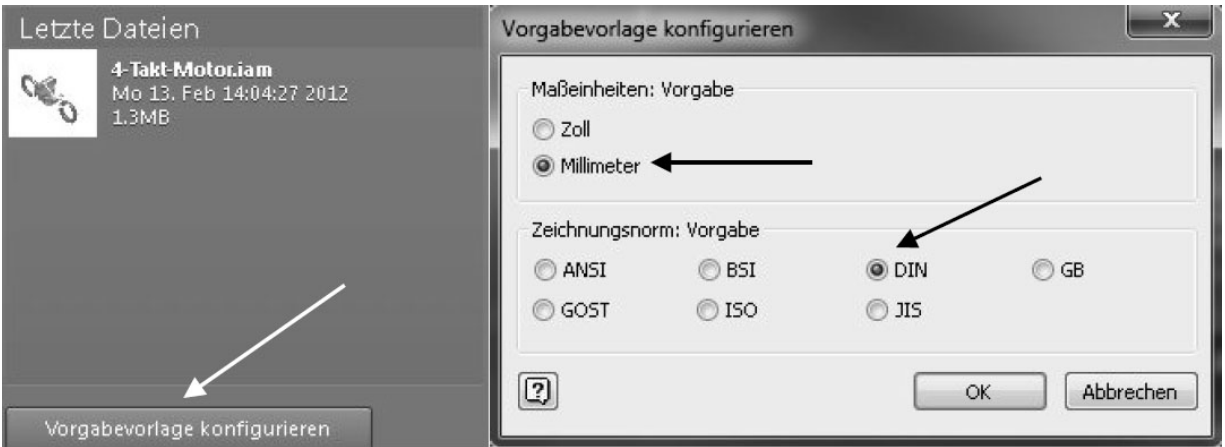 Letzte Dateien
4-Takt-Motor.iam
Mo 13. Feb 14:04:27 2012
1.3MB
Vorgabevorlage konfigurieren
Vorgabevorlage konfigurieren
Maßeinheiten: Vorgabe
Zoll
Millimeter
Zeichnungsnorm: Vorgabe
ANSI BSI DIN GB
GOST ISO JIS
OK Abbrechen